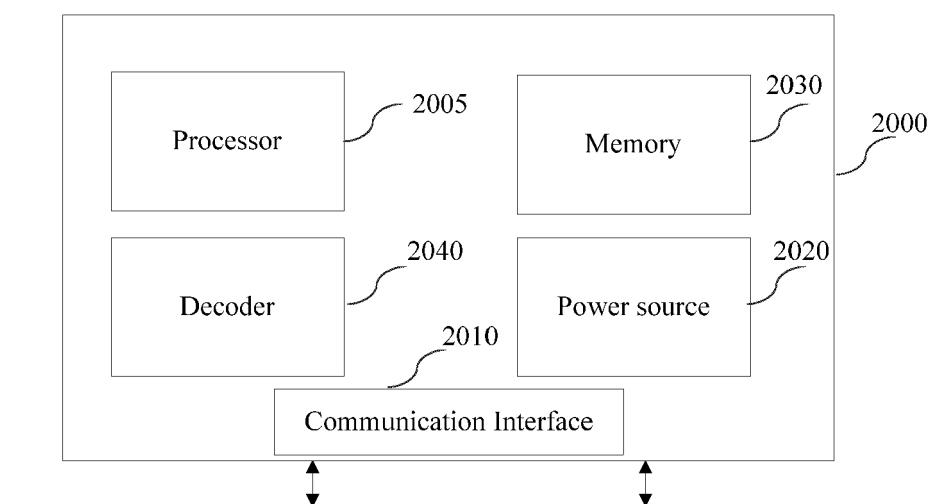 2005
2030
2000
Processor
Memory
2040
2020
Decoder
Power source
2010
Communication Interface